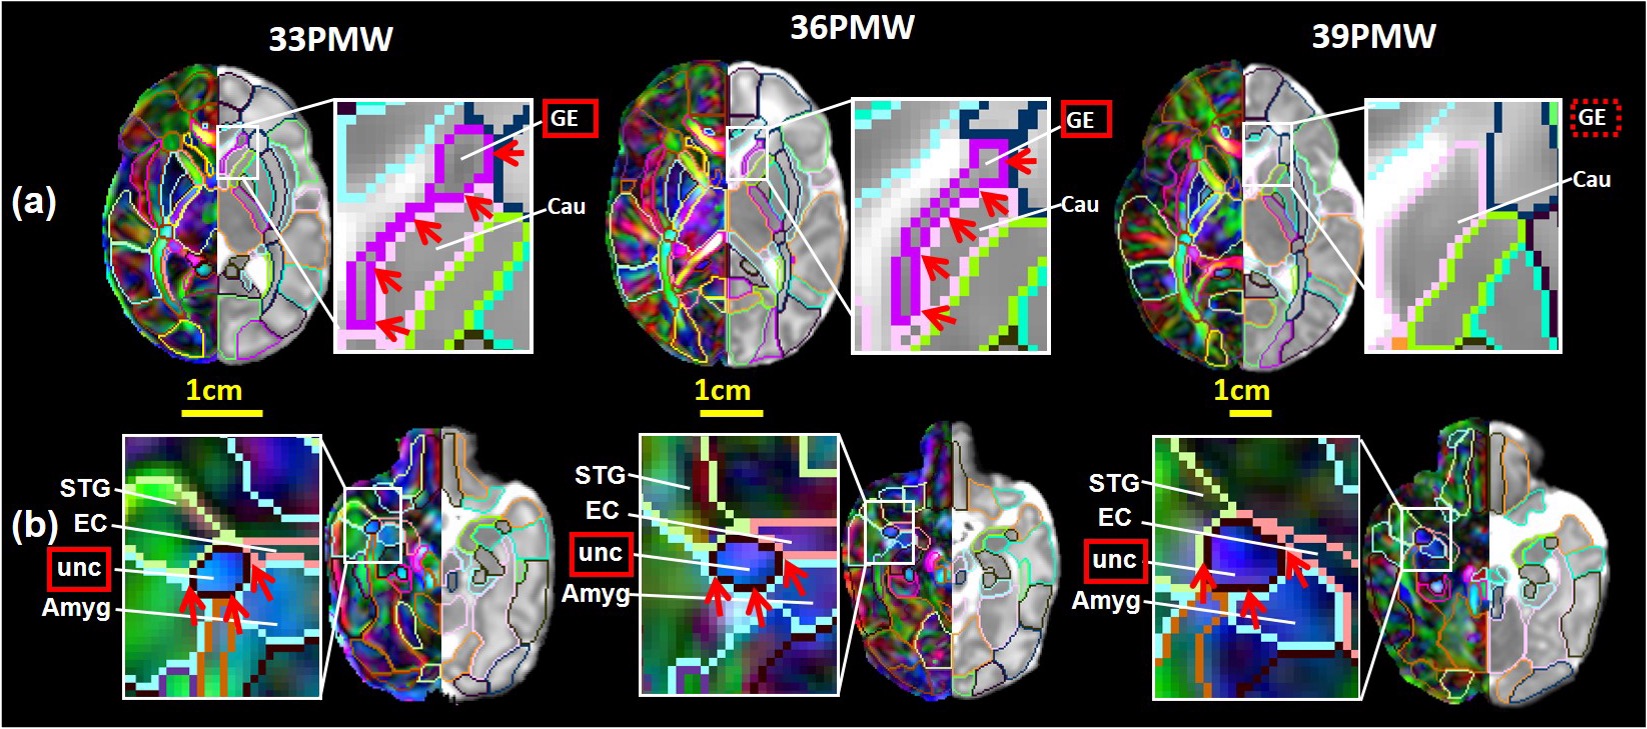 33PMW
36PMW
39PMW
(a)
GE
Cau
GE
Cau
GE
Cau
1cm
1cm
1cm
(b)
STG
EC
unc
Amyg
STG
EC
unc
Amyg
STG
EC
unc
Amyg